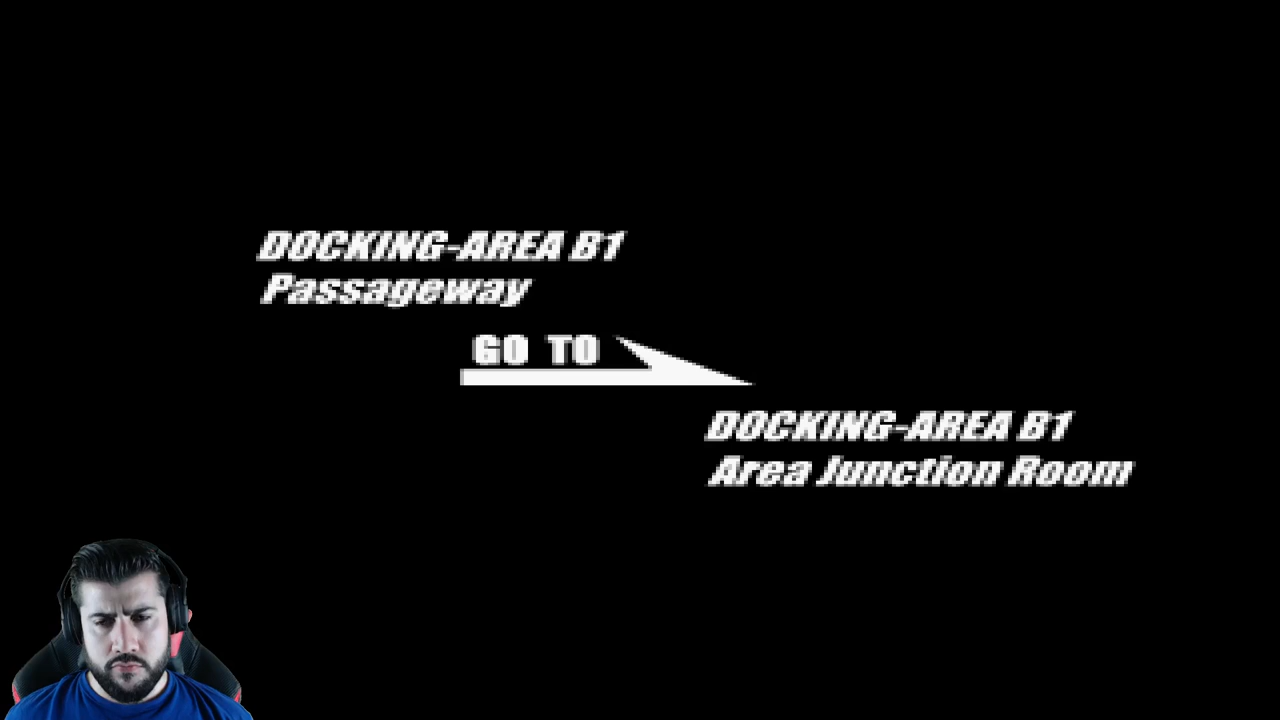 DOCKING-AREA B1
Passageway
GO TO
DOCKING-AREA B1
Area Junction Room